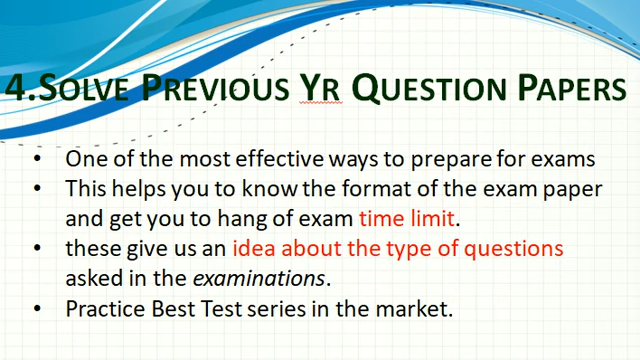 4.Solve Previous Yr Question Papers
• One of the most effective ways to prepare for exams
• This helps you to know the format of the exam paper
and get you to hang of exam time limit.
• these give us an idea about the type of questions
asked in the examinations.
• Practice Best Test series in the market.